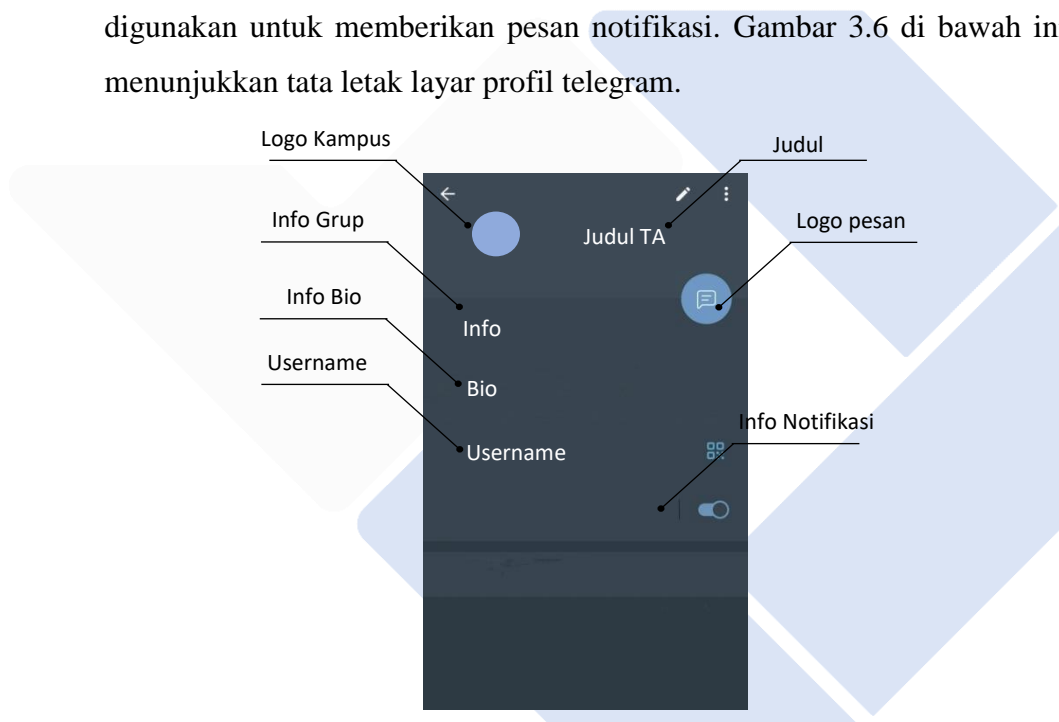 digunakan untuk memberikan pesan notifikasi. Gambar 3.6 di bawah in
menunjukkan tata letak layar profil telegram.
Logo Kampus
Judul
Info Grup
Logo pesan
Judul TA
Info Bio
Info
Username
Bio
Info Notifikasi
Username